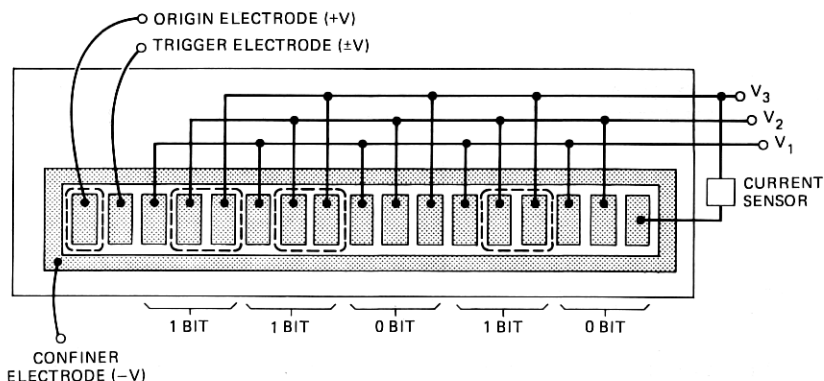 ORIGIN ELECTRODE (+V)
TRIGGER ELECTRODE (±V)
V3
V2
V1
CURRENT
SENSOR
1 BIT
1 BIT
0 BIT
1 BIT
0 BIT
CONFINER
ELECTRODE (−V)